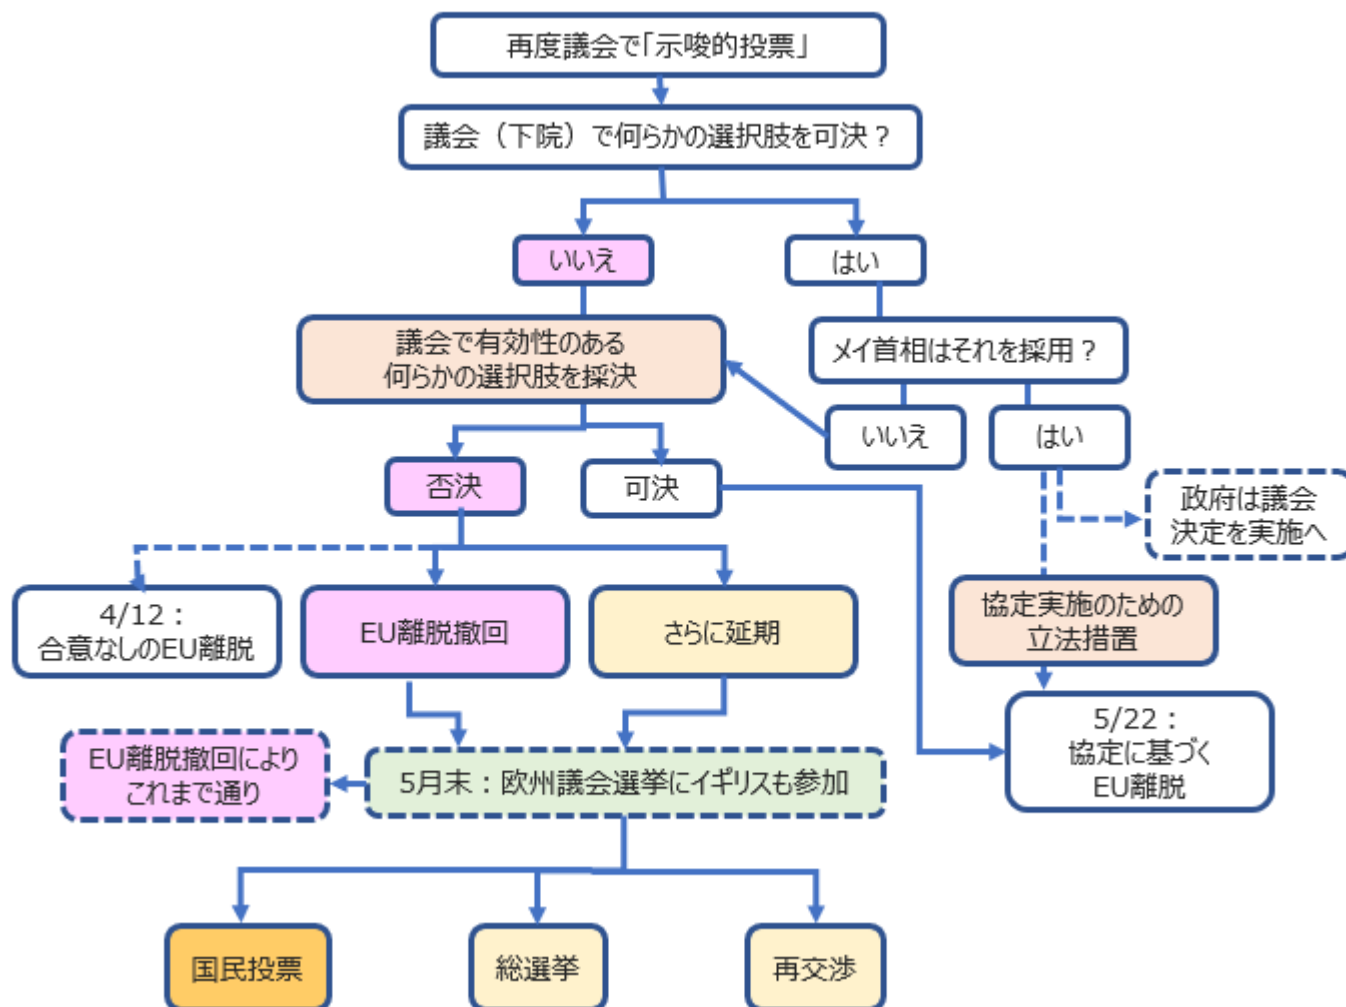 再度議会で「示唆的投票」
議会（下院）で何らかの選択肢を可決？
いいえ
はい
議会で有効性のある
何らかの選択肢を採決
メイ首相はそれを採用？
いいえ
はい
否決
可決
政府は議会
決定を実施へ
4/12：
合意なしのEU離脱
EU離脱撤回
さらに延期
協定実施のための
立法措置
5/22：
協定に基づく
EU離脱
EU離脱撤回により
これまで通り
5月末：欧州議会選挙にイギリスも参加
国民投票
総選挙
再交渉